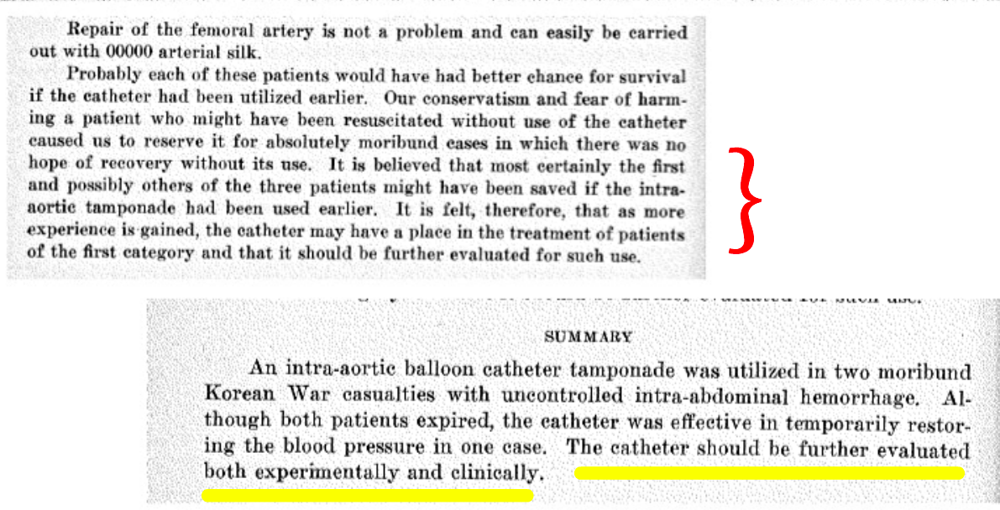 Repair of the femoral artery is not a problem and can easily be carried
out with 00000 arterial silk.
Probably each of these patients would have had better chance for survival
if the catheter had been utilized earlier. Our conservatism and fear of harm-
ing a patient who might have been resuscitated without use of the catheter
caused us to reserve it for absolutely moribund cases in which there was no
hope of recovery without its use. It is believed that most certainly the first
and possibly others of the three patients might have been saved if the intra-
aortic tamponade had been used earlier. It is felt, therefore, that as more
experience is gained, the catheter may have a place in the treatment of patients
of the first category and that it should be further evaluated for such use.
for such use.
SUMMARY
An intra-aortic balloon catheter tamponade was utilized in two moribund
Korean War casualties with uncontrolled intra-abdominal hemorrhage. Al-
though both patients expired, the catheter was effective in temporarily restor-
ing the blood pressure in one case. The catheter should be further evaluated
both experimentally and clinically.